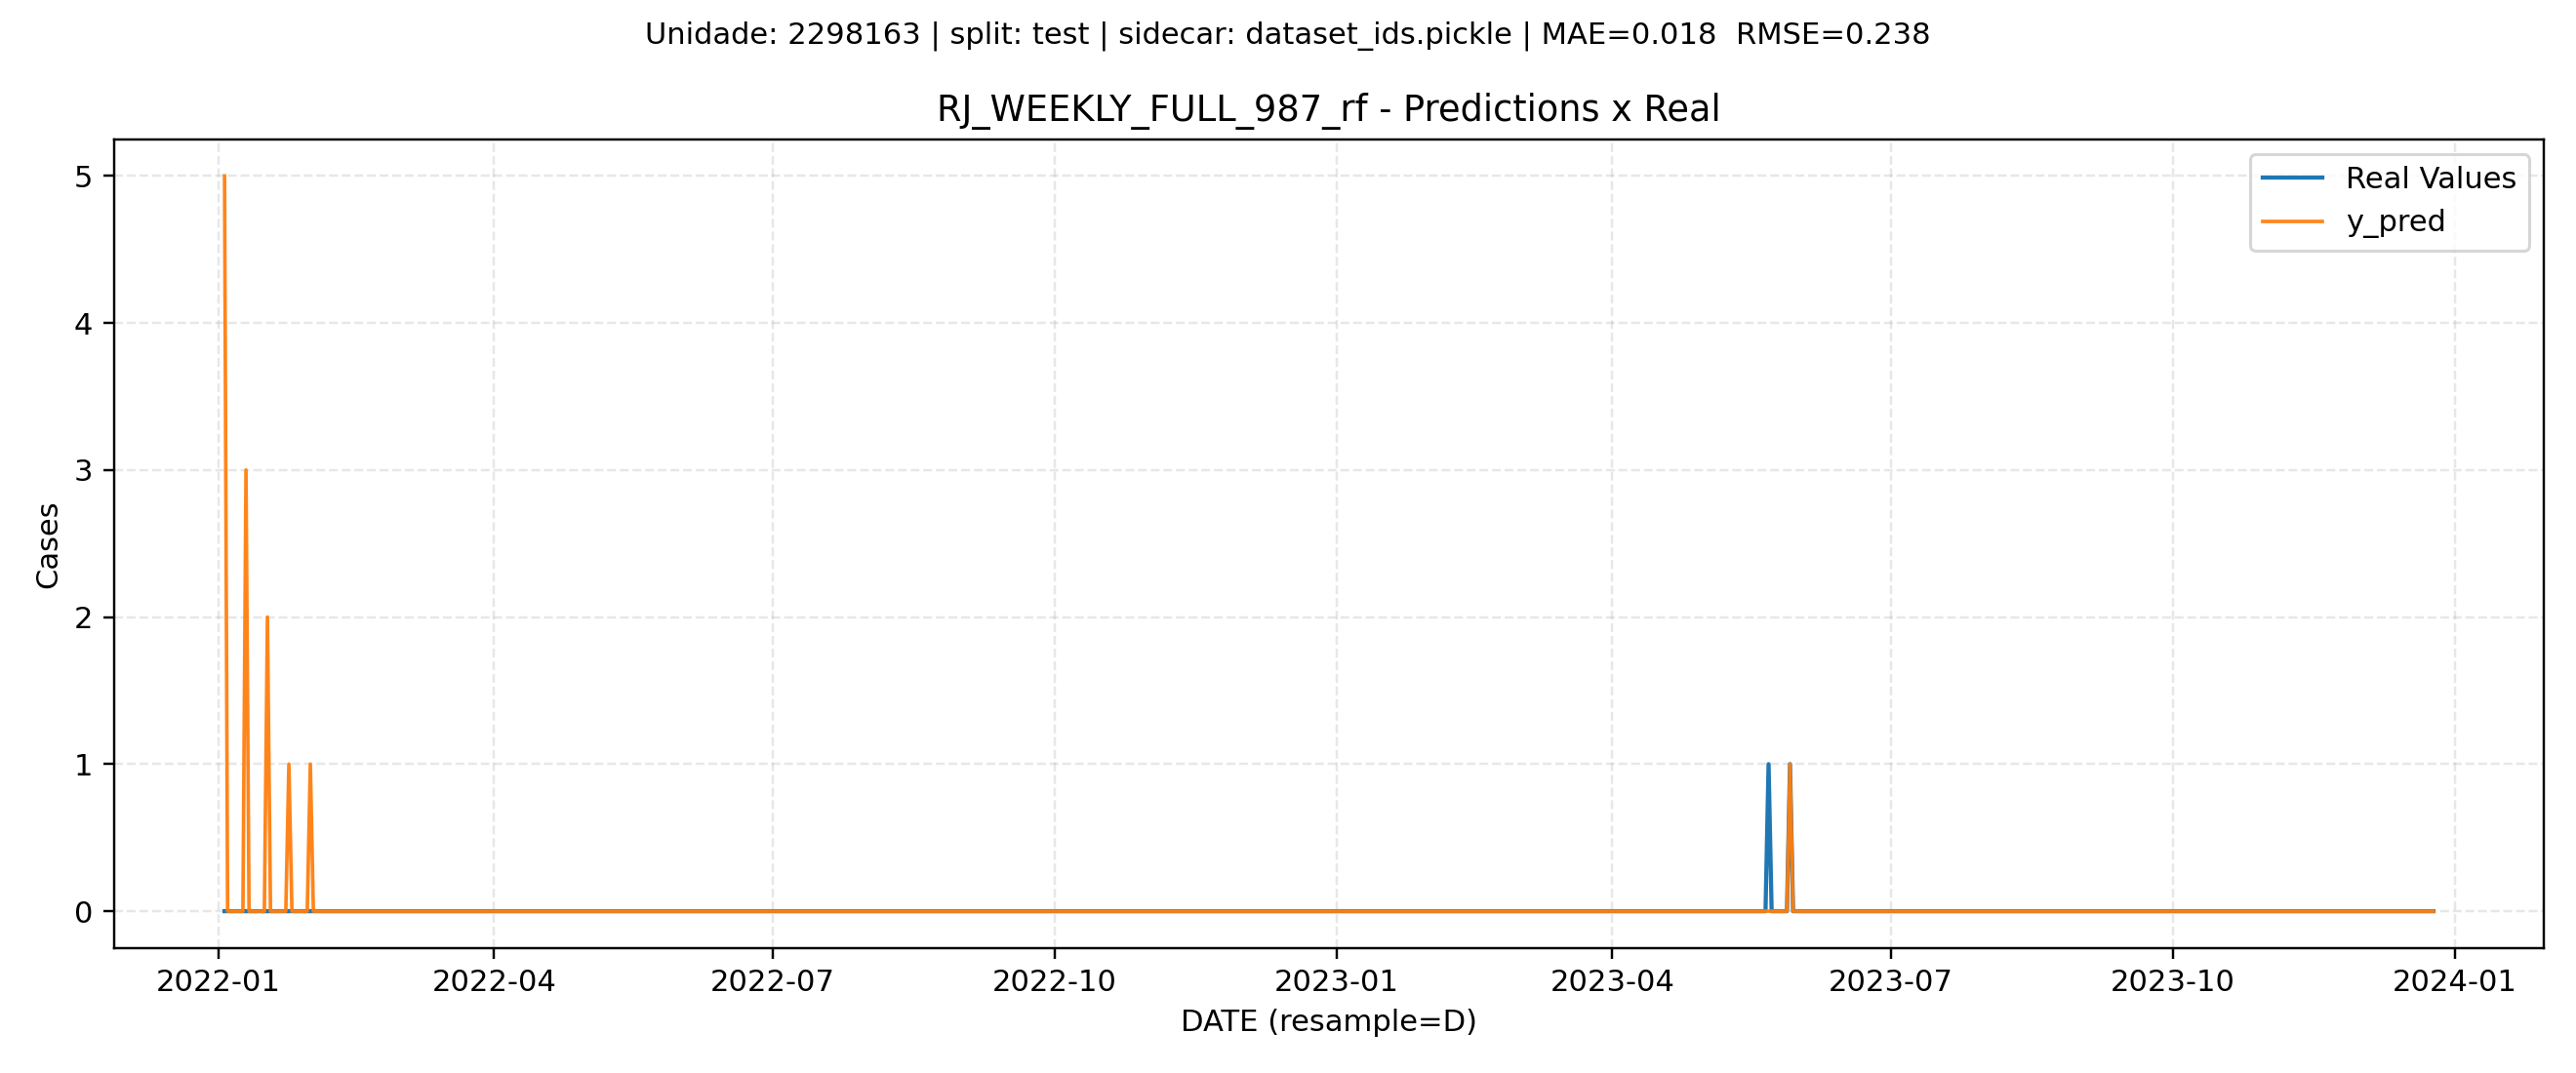 Unidade: 2298163 | split: test | sidecar: dataset_ids.pickle | MAE=0.018  RMSE=0.238
RJ_WEEKLY_FULL_987_rf - Predictions x Real
Real Values
y_pred
Cases
5
4
3
2
1
0
2022-01
2022-04
2022-07
2022-10
2023-01
2023-04
2023-07
2023-10
2024-01
DATE (resample=D)